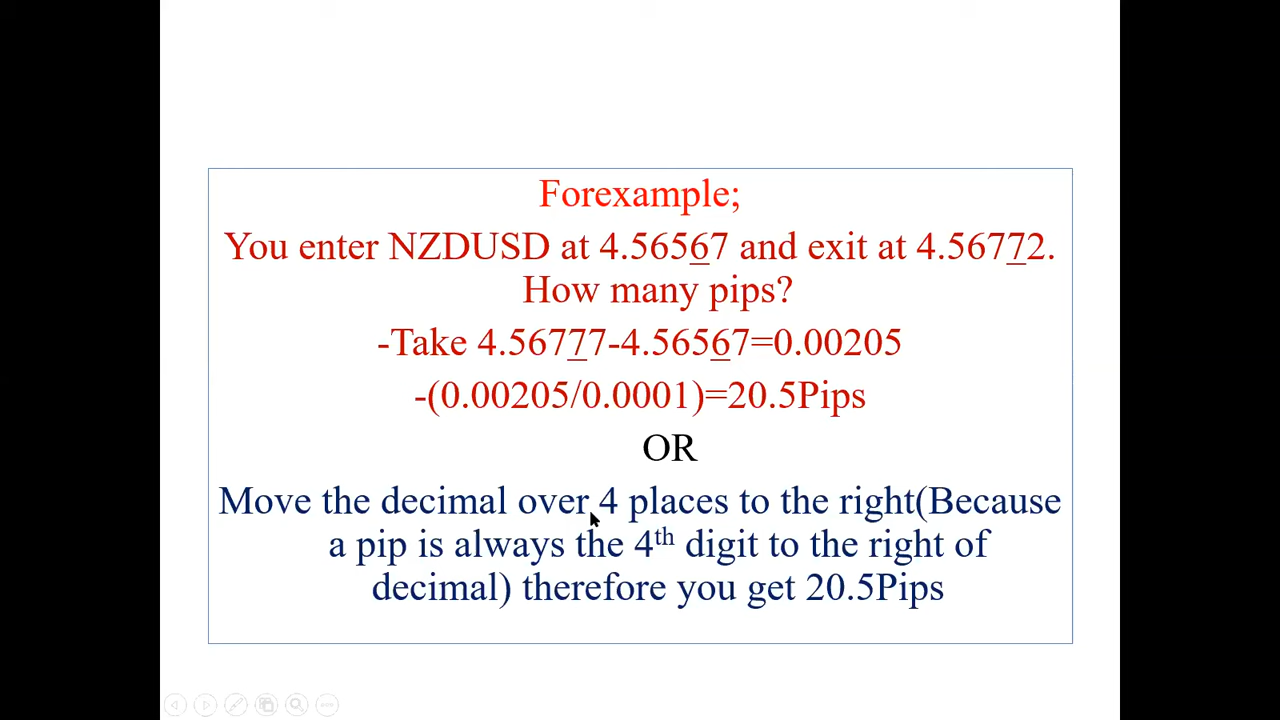 Forexample;
You enter NZDUSD at 4.56567 and exit at 4.56772.
How many pips?
-Take 4.56777-4.56567=0.00205
-(0.00205/0.0001)=20.5Pips
OR
Move the decimal over 4 places to the right(Because
a pip is always the 4th digit to the right of
decimal) therefore you get 20.5Pips